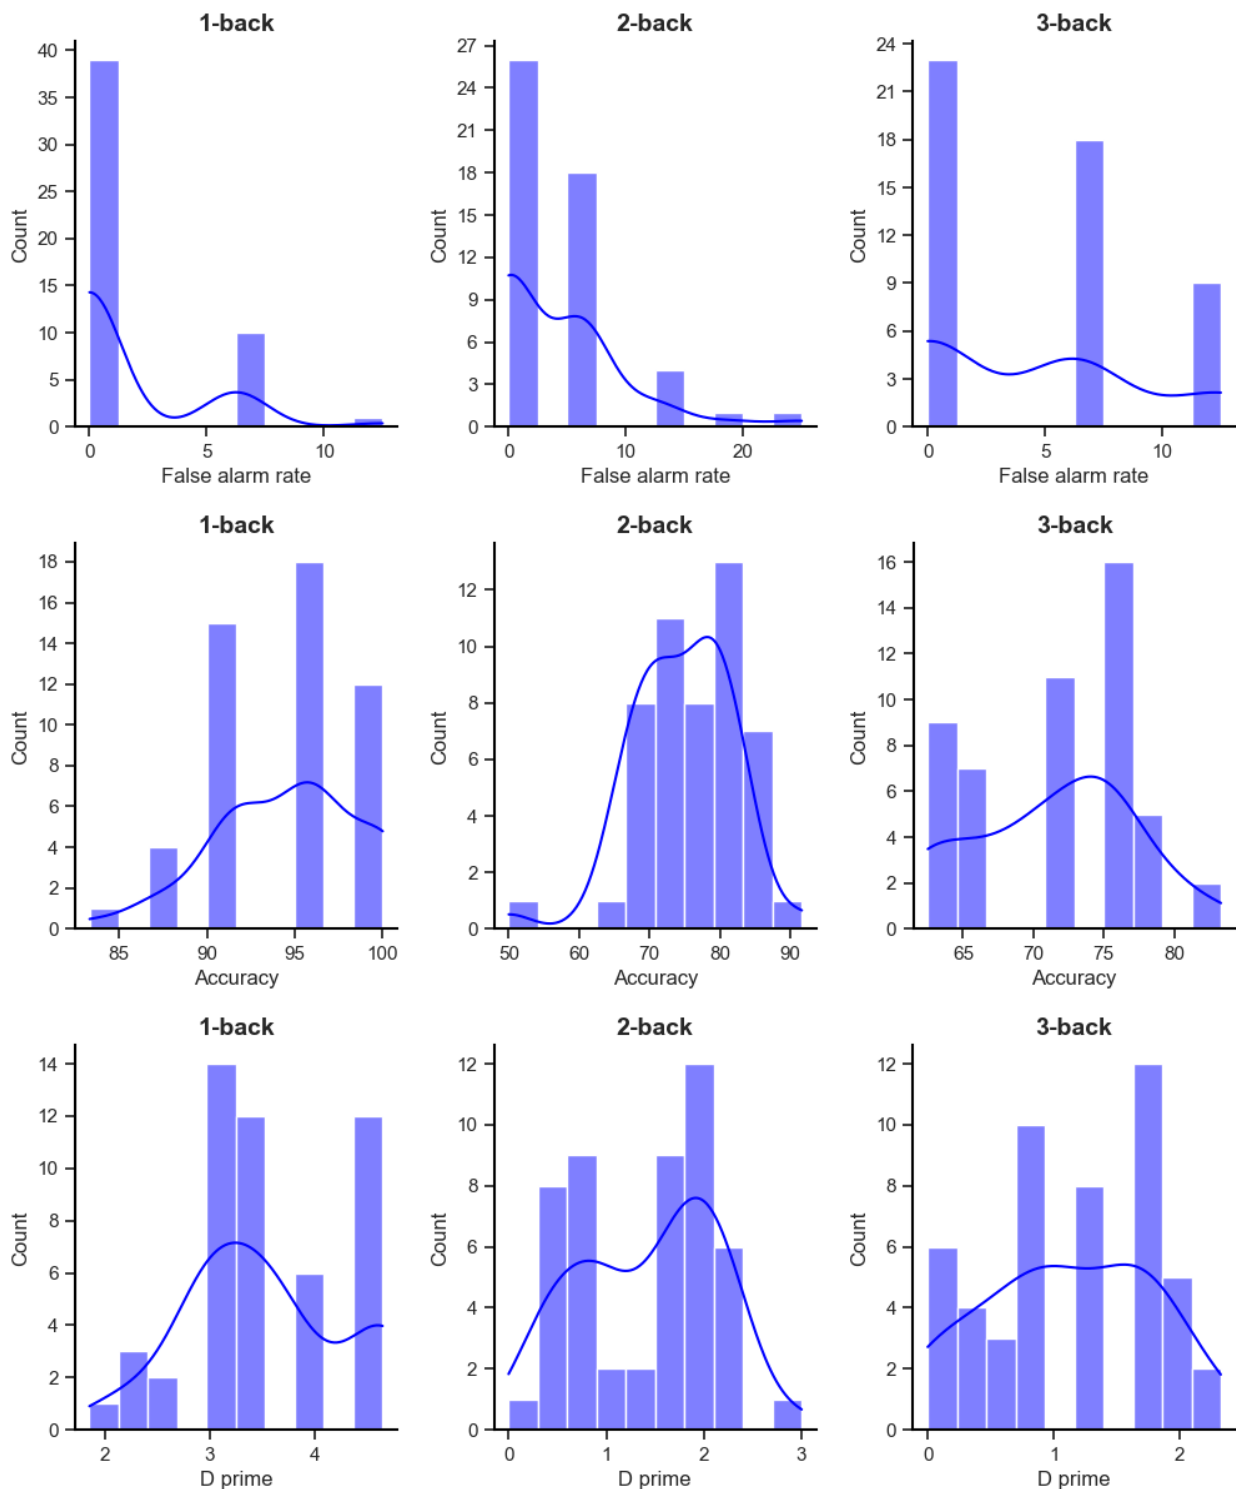 1-back
2-back
3-back
40
35
30
25
20
15
10
5
0
Count
0 5 10
False alarm rate
27
24
21
18
15
12
9
6
3
0
Count
0 10 20
False alarm rate
24
21
18
15
12
9
6
3
0
Count
0 5 10
False alarm rate
1-back
2-back
3-back
18
16
14
12
10
8
6
4
2
0
Count
85 90 95 100
Accuracy
12
10
8
6
4
2
0
Count
50 60 70 80 90
Accuracy
16
14
12
10
8
6
4
2
0
Count
65 70 75 80
Accuracy
1-back
2-back
3-back
14
12
10
8
6
4
2
0
Count
2 3 4
D prime
12
10
8
6
4
2
0
Count
0 1 2 3
D prime
12
10
8
6
4
2
0
Count
0 1 2
D prime